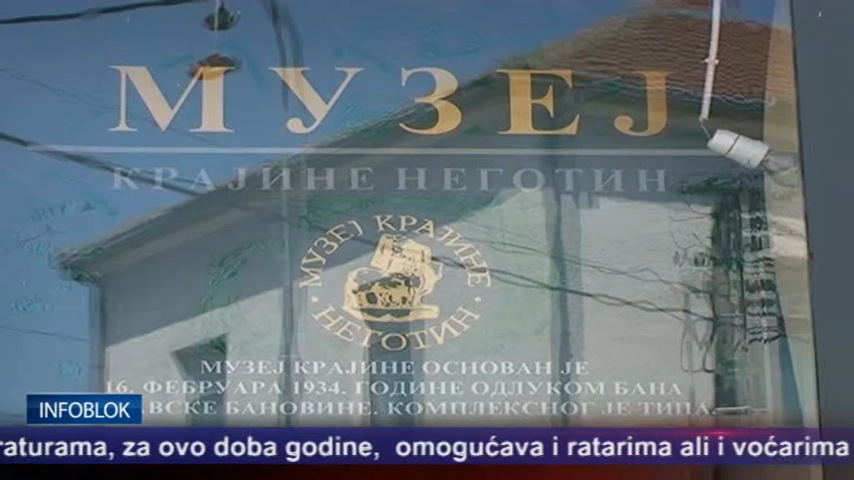 МУЗЕЈ
КРАЈИНЕ НЕГОТИН
МУЗЕЈ КРАЈИНЕ
НЕГОТИН
МУЗЕЈ КРАЈИНЕ ОСНОВАН ЈЕ
16. ФЕБРУАРА 1934. ГОДИНЕ ОДЛУКОМ БАНА
БАНОВИНЕ. КОМПЛЕКСНОГ ЈЕ ТИПА.
INFOBLOK
raturama, za ovo doba godine, omogućava i ratarima ali i voćarima